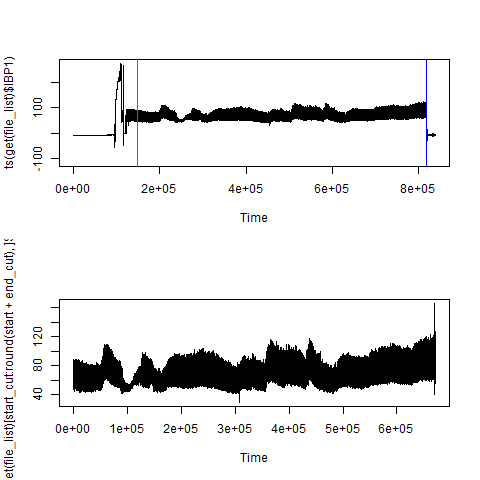 ts(get(file_list)$IBP1)
100
-100
0e+00 2e+05 4e+05 6e+05 8e+05
Time
et(file_list)[start_cut:round(start + end_cut), ]$
120
80
40
0e+00 1e+05 2e+05 3e+05 4e+05 5e+05 6e+05
Time